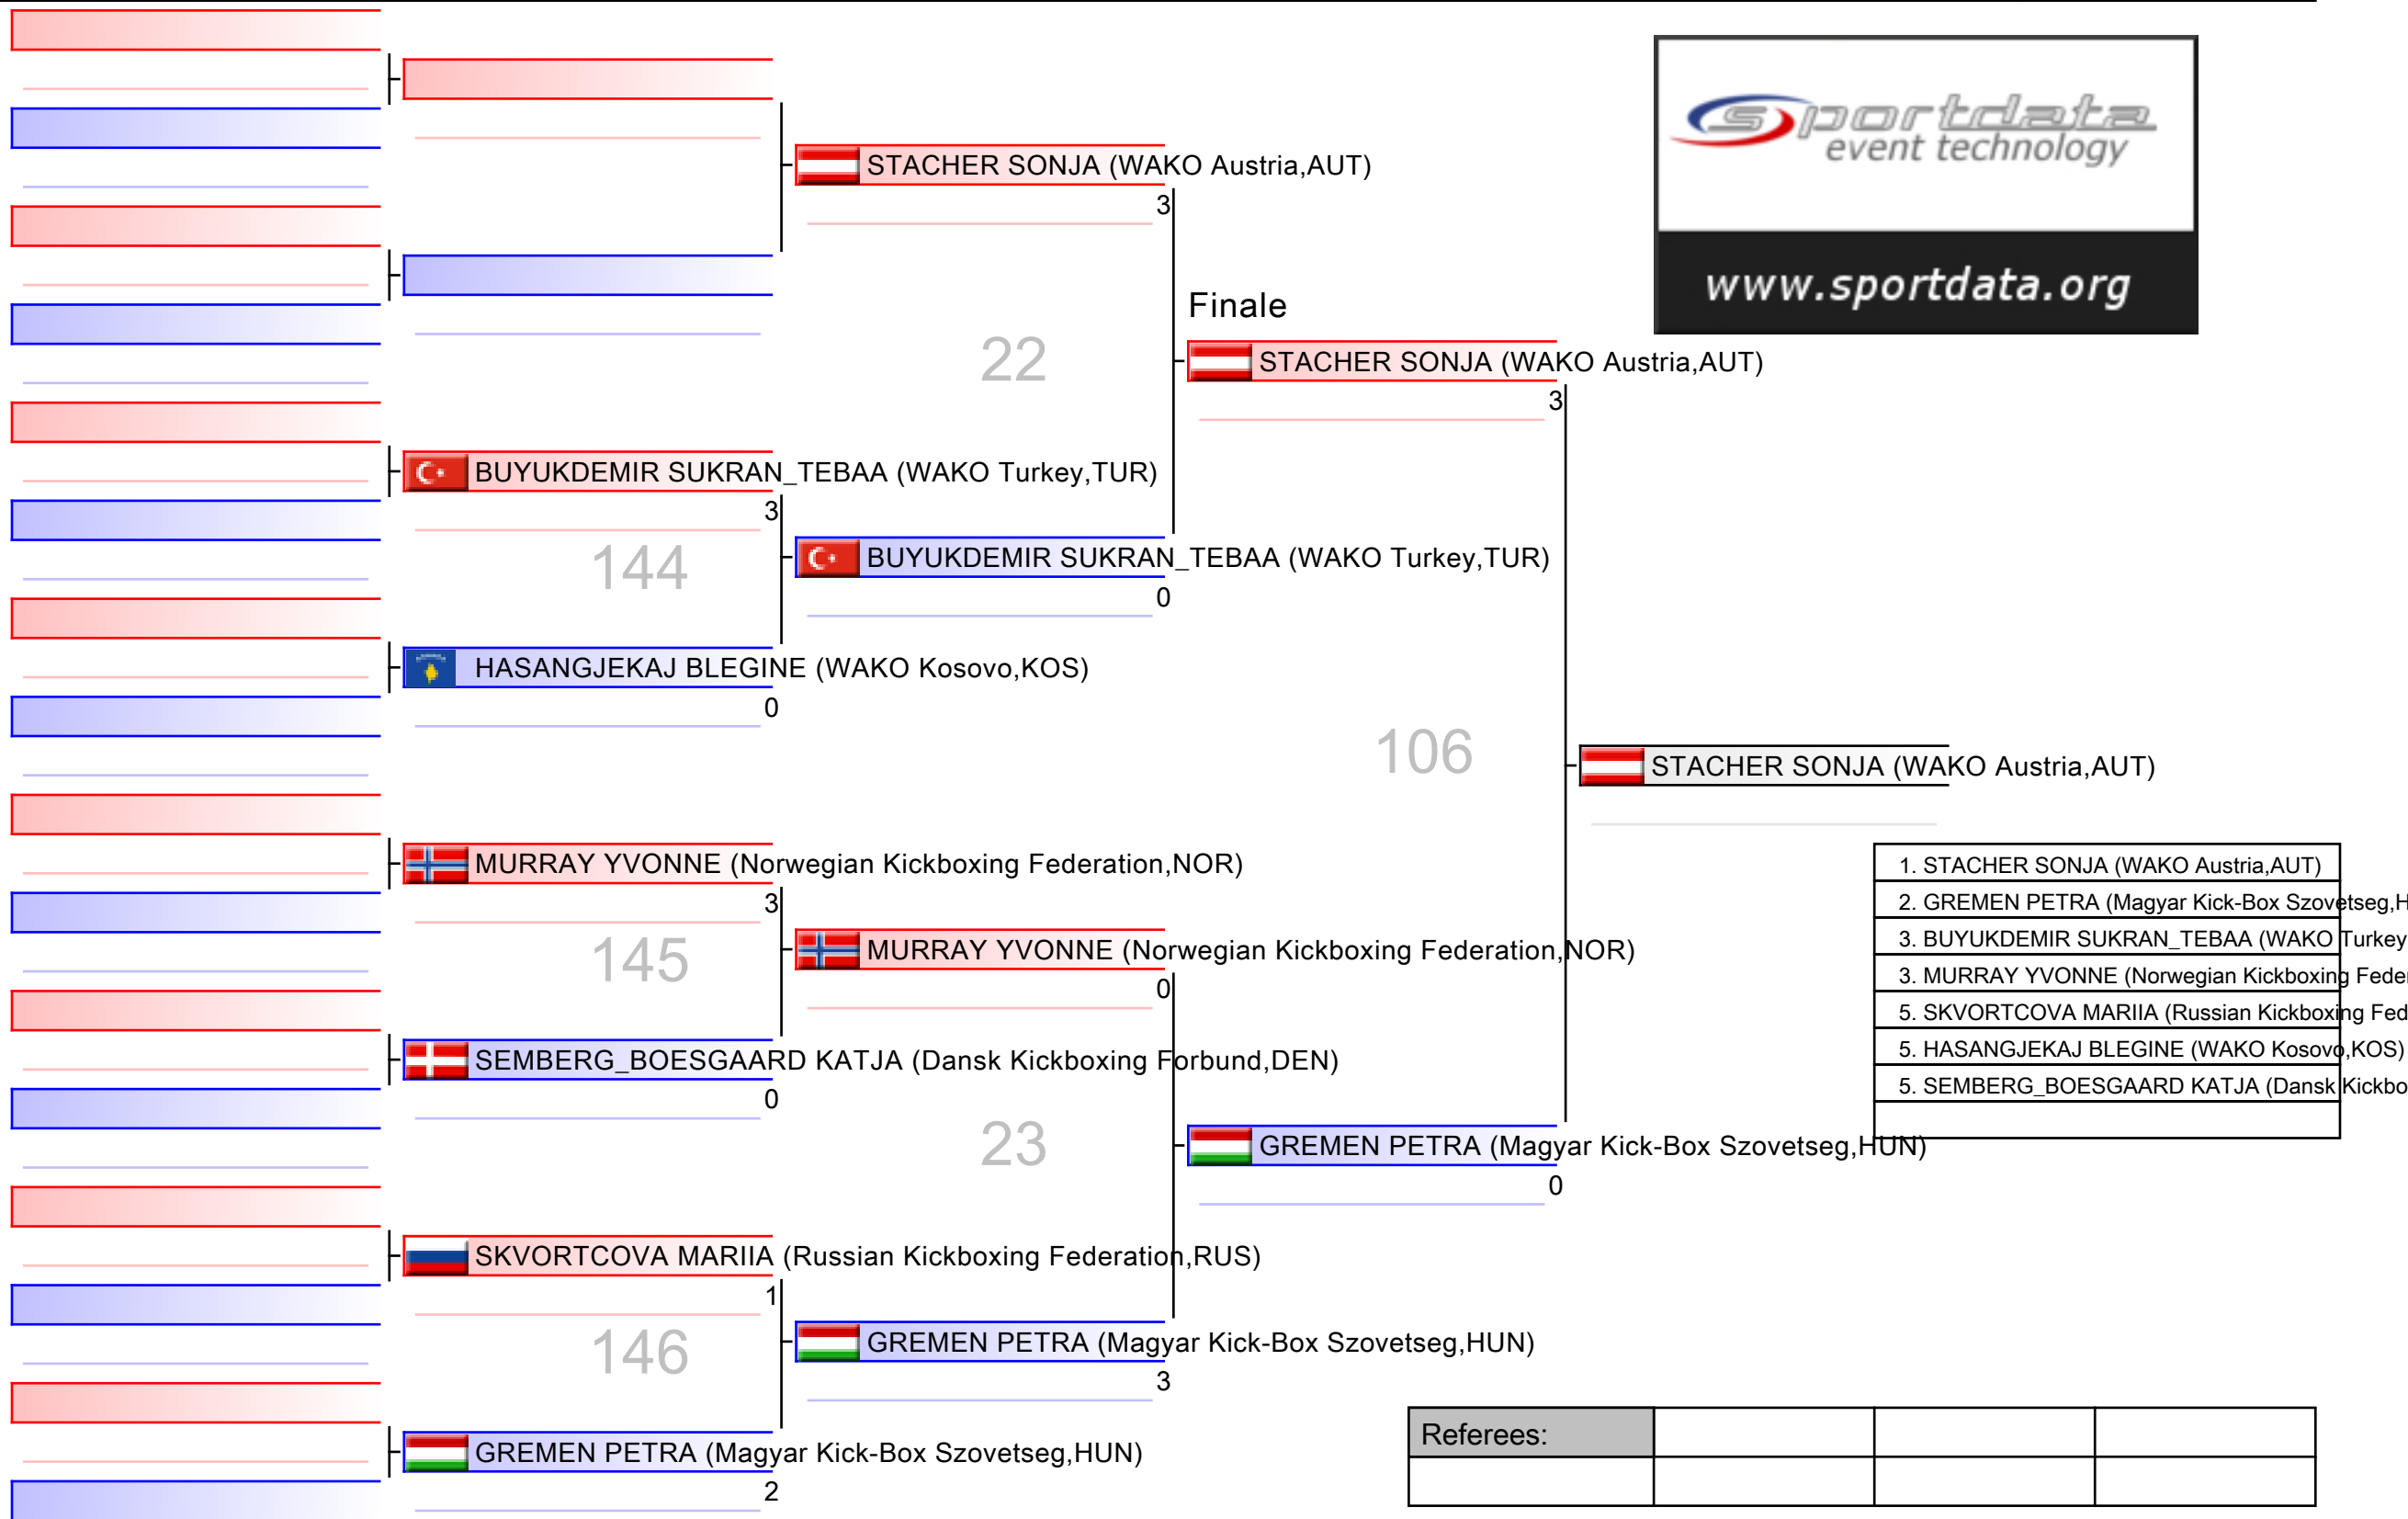 sportdata
event technology
www.sportdata.org
STACHER SONJA (WAKO Austria,AUT)
3
22
Finale
STACHER SONJA (WAKO Austria,AUT)
3
BUYUKDEMIR SUKRAN_TEBAA (WAKO Turkey,TUR)
3
144
BUYUKDEMIR SUKRAN_TEBAA (WAKO Turkey,TUR)
0
HASANGJEKAJ BLEGINE (WAKO Kosovo,KOS)
0
106
STACHER SONJA (WAKO Austria,AUT)
MURRAY YVONNE (Norwegian Kickboxing Federation,NOR)
3
145
MURRAY YVONNE (Norwegian Kickboxing Federation,NOR)
0
SEMBERG_BOESGAARD KATJA (Dansk Kickboxing Forbund,DEN)
0
23
GREMEN PETRA (Magyar Kick-Box Szovetseg,HUN)
0
SKVORTCOVA MARIIA (Russian Kickboxing Federation,RUS)
1
146
GREMEN PETRA (Magyar Kick-Box Szovetseg,HUN)
3
GREMEN PETRA (Magyar Kick-Box Szovetseg,HUN)
2
1. STACHER SONJA (WAKO Austria,AUT)
2. GREMEN PETRA (Magyar Kick-Box Szovetseg,H
3. BUYUKDEMIR SUKRAN_TEBAA (WAKO Turkey
3. MURRAY YVONNE (Norwegian Kickboxing Feder
5. SKVORTCOVA MARIIA (Russian Kickboxing Fed
5. HASANGJEKAJ BLEGINE (WAKO Kosovo,KOS)
5. SEMBERG_BOESGAARD KATJA (Dansk Kickbo
Referees: